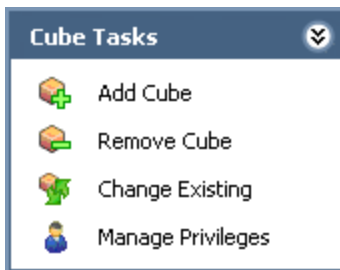 Cube Tasks
Add Cube
Remove Cube
Change Existing
Manage Privileges